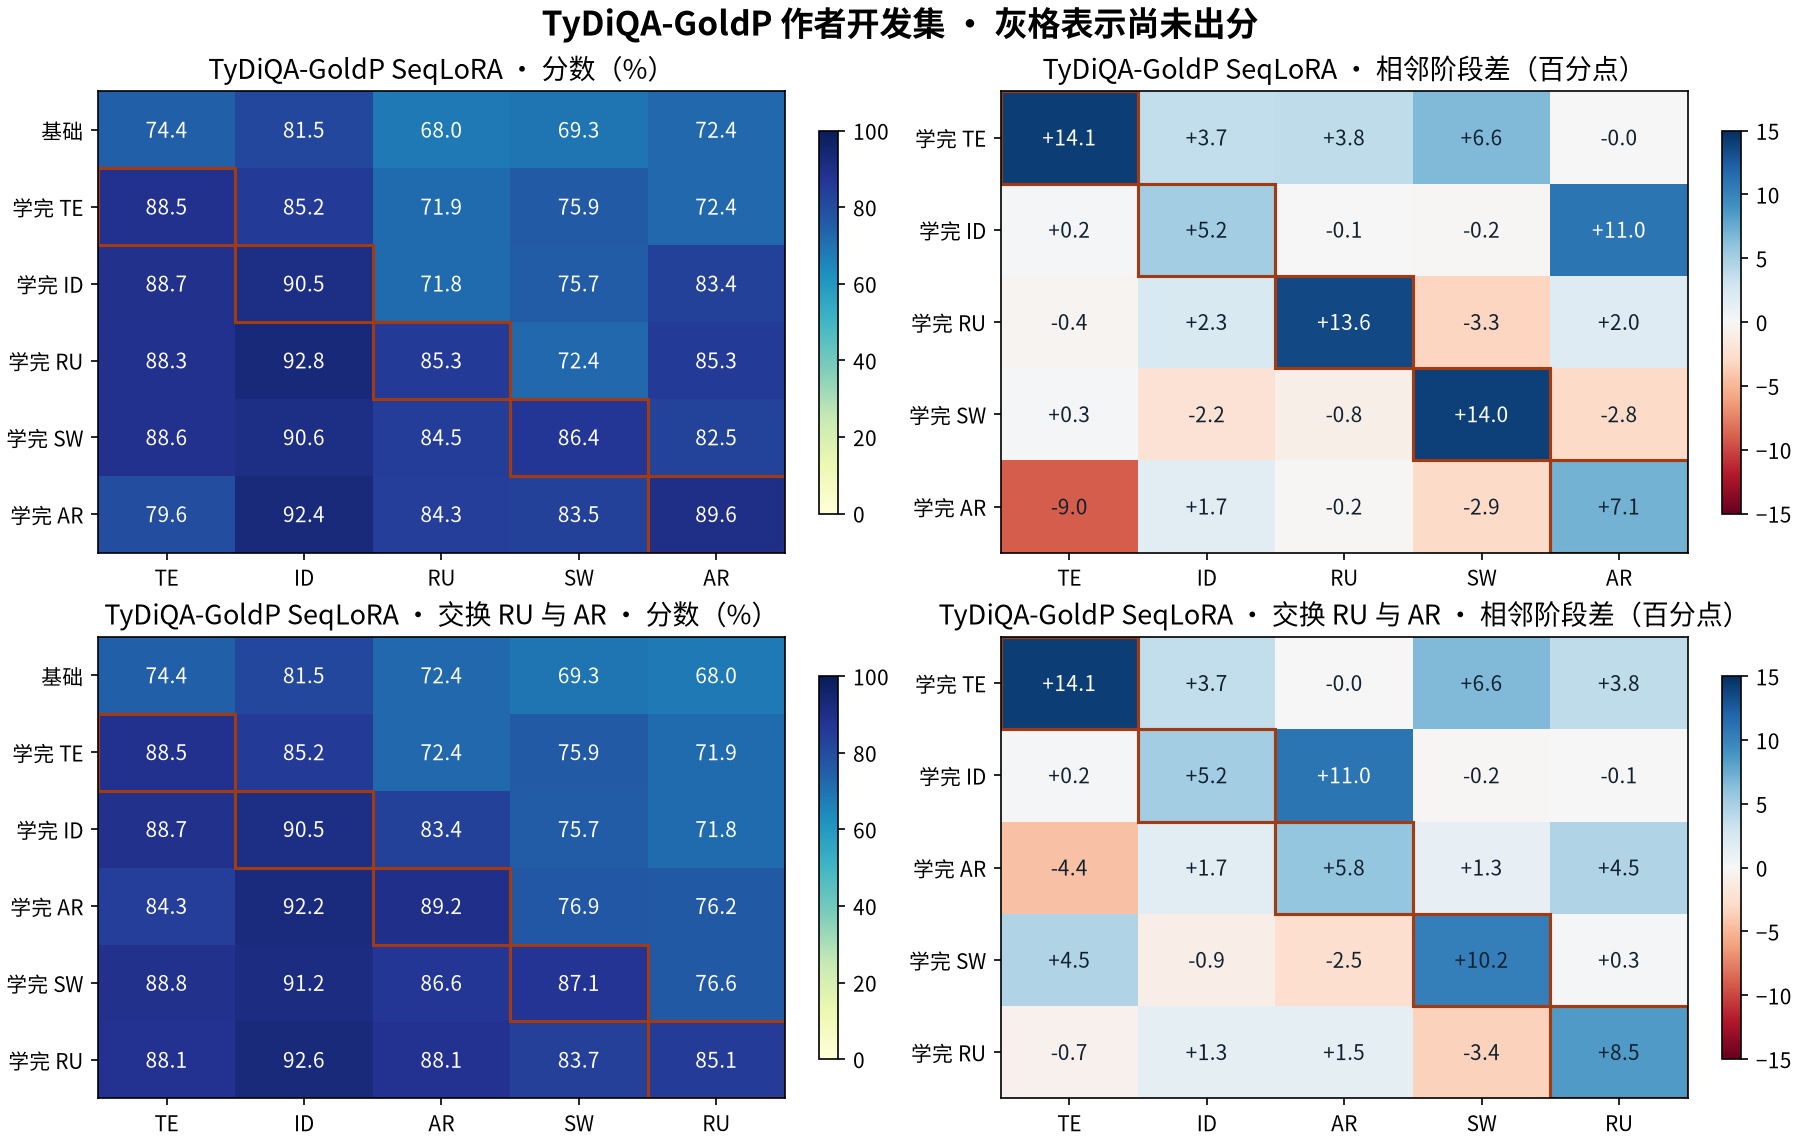 TyDiQA-GoldP 作者开发集 · 灰格表示尚未出分
TyDiQA-GoldP SeqLoRA · 分数（%）
基础 74.4 81.5 68.0 69.3 72.4
学完 TE 88.5 85.2 71.9 75.9 72.4
学完 ID 88.7 90.5 71.8 75.7 83.4
学完 RU 88.3 92.8 85.3 72.4 85.3
学完 SW 88.6 90.6 84.5 86.4 82.5
学完 AR 79.6 92.4 84.3 83.5 89.6
TE ID RU SW AR
100
80
60
40
20
0
TyDiQA-GoldP SeqLoRA · 相邻阶段差（百分点）
学完 TE +14.1 +3.7 +3.8 +6.6 -0.0
学完 ID +0.2 +5.2 -0.1 -0.2 +11.0
学完 RU -0.4 +2.3 +13.6 -3.3 +2.0
学完 SW +0.3 -2.2 -0.8 +14.0 -2.8
学完 AR -9.0 +1.7 -0.2 -2.9 +7.1
TE ID RU SW AR
15
10
5
0
−5
−10
−15
TyDiQA-GoldP SeqLoRA · 交换 RU 与 AR · 分数（%）
基础 74.4 81.5 72.4 69.3 68.0
学完 TE 88.5 85.2 72.4 75.9 71.9
学完 ID 88.7 90.5 83.4 75.7 71.8
学完 AR 84.3 92.2 89.2 76.9 76.2
学完 SW 88.8 91.2 86.6 87.1 76.6
学完 RU 88.1 92.6 88.1 83.7 85.1
TE ID AR SW RU
100
80
60
40
20
0
TyDiQA-GoldP SeqLoRA · 交换 RU 与 AR · 相邻阶段差（百分点）
学完 TE +14.1 +3.7 -0.0 +6.6 +3.8
学完 ID +0.2 +5.2 +11.0 -0.2 -0.1
学完 AR -4.4 +1.7 +5.8 +1.3 +4.5
学完 SW +4.5 -0.9 -2.5 +10.2 +0.3
学完 RU -0.7 +1.3 +1.5 -3.4 +8.5
TE ID AR SW RU
15
10
5
0
−5
−10
−15